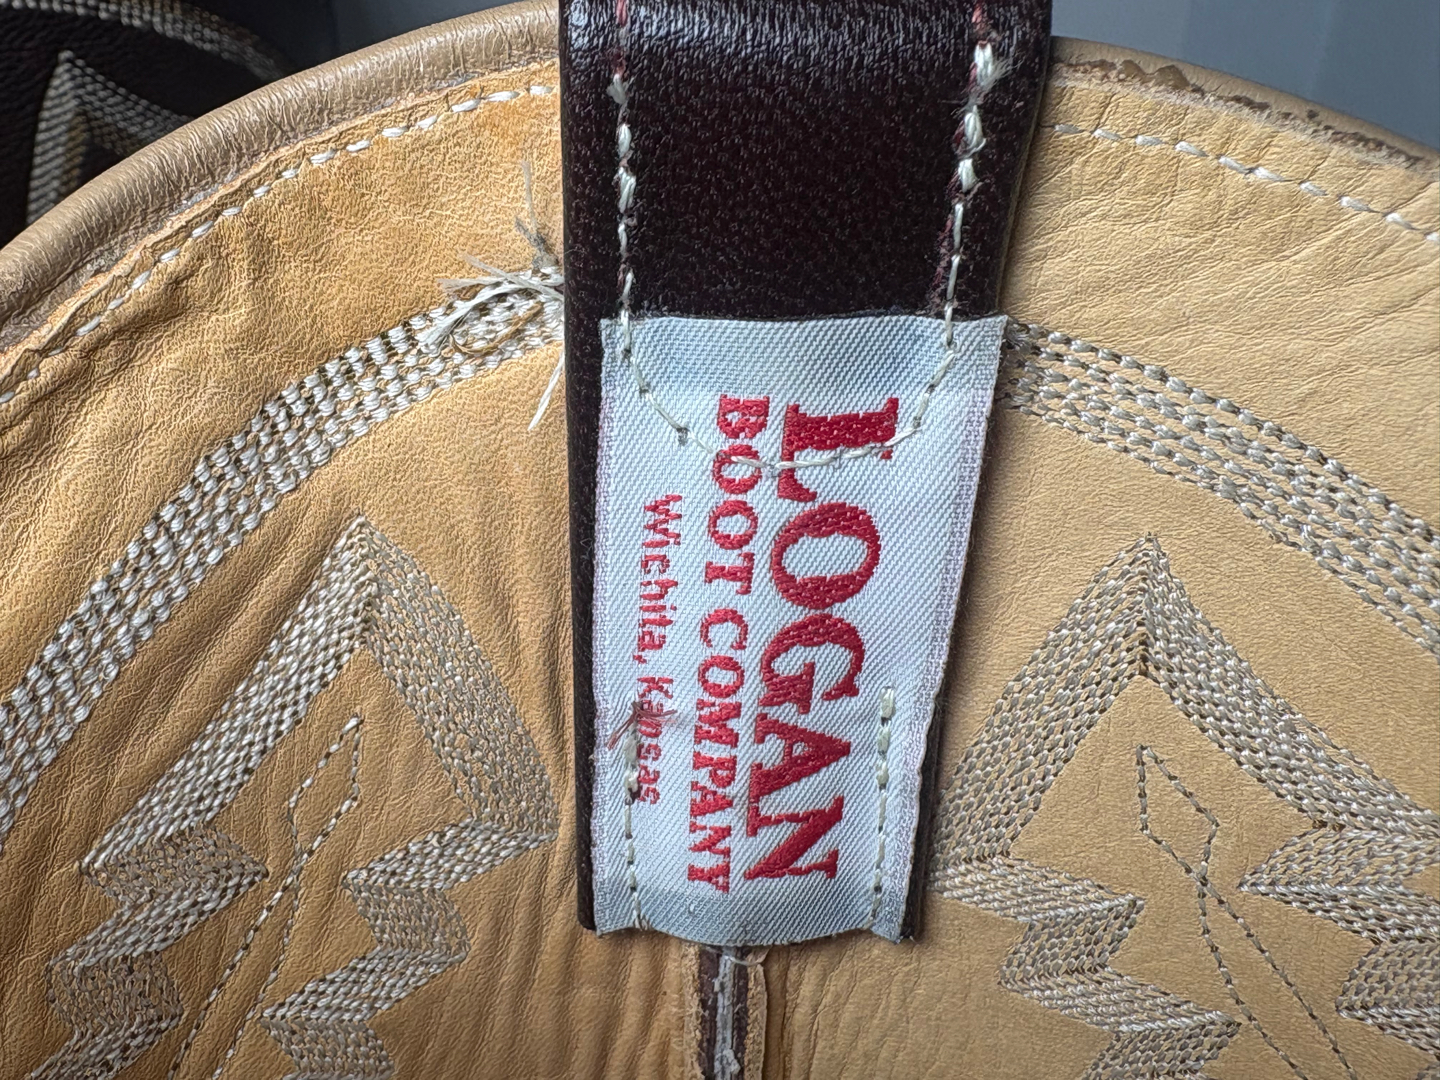 LOGAN
BOOT COMPANY
Wichita, Kansas